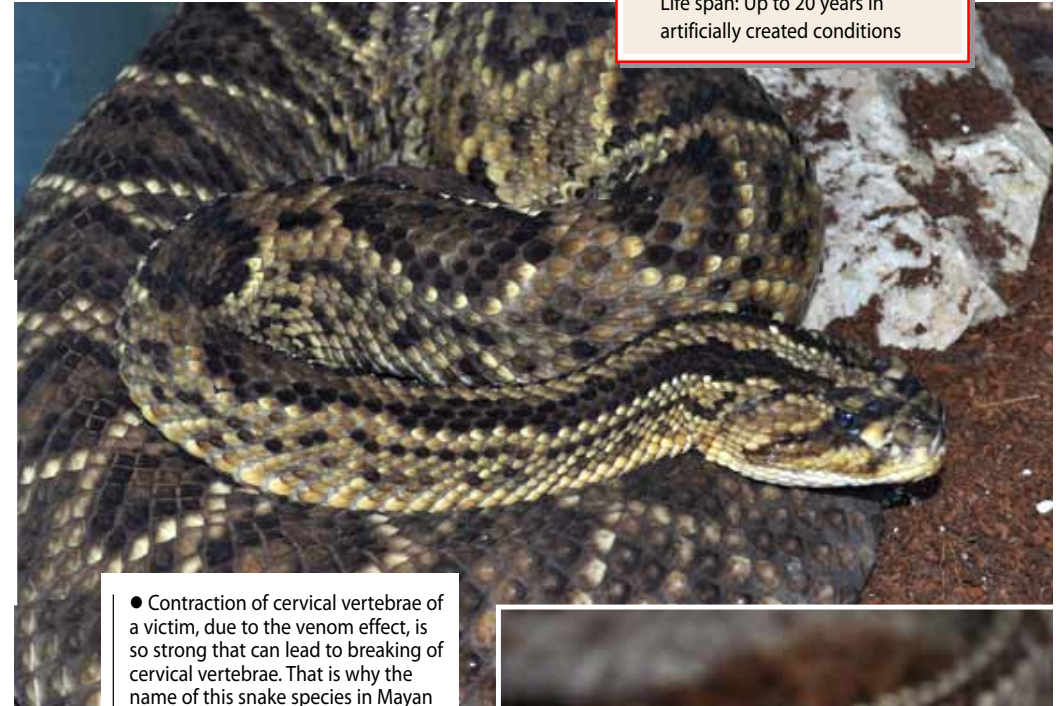 Life span: Up to 20 years in
artificially created conditions
● Contraction of cervical vertebrae of
a victim, due to the venom effect, is
so strong that can lead to breaking of
cervical vertebrae. That is why the
name of this snake species in Mayan